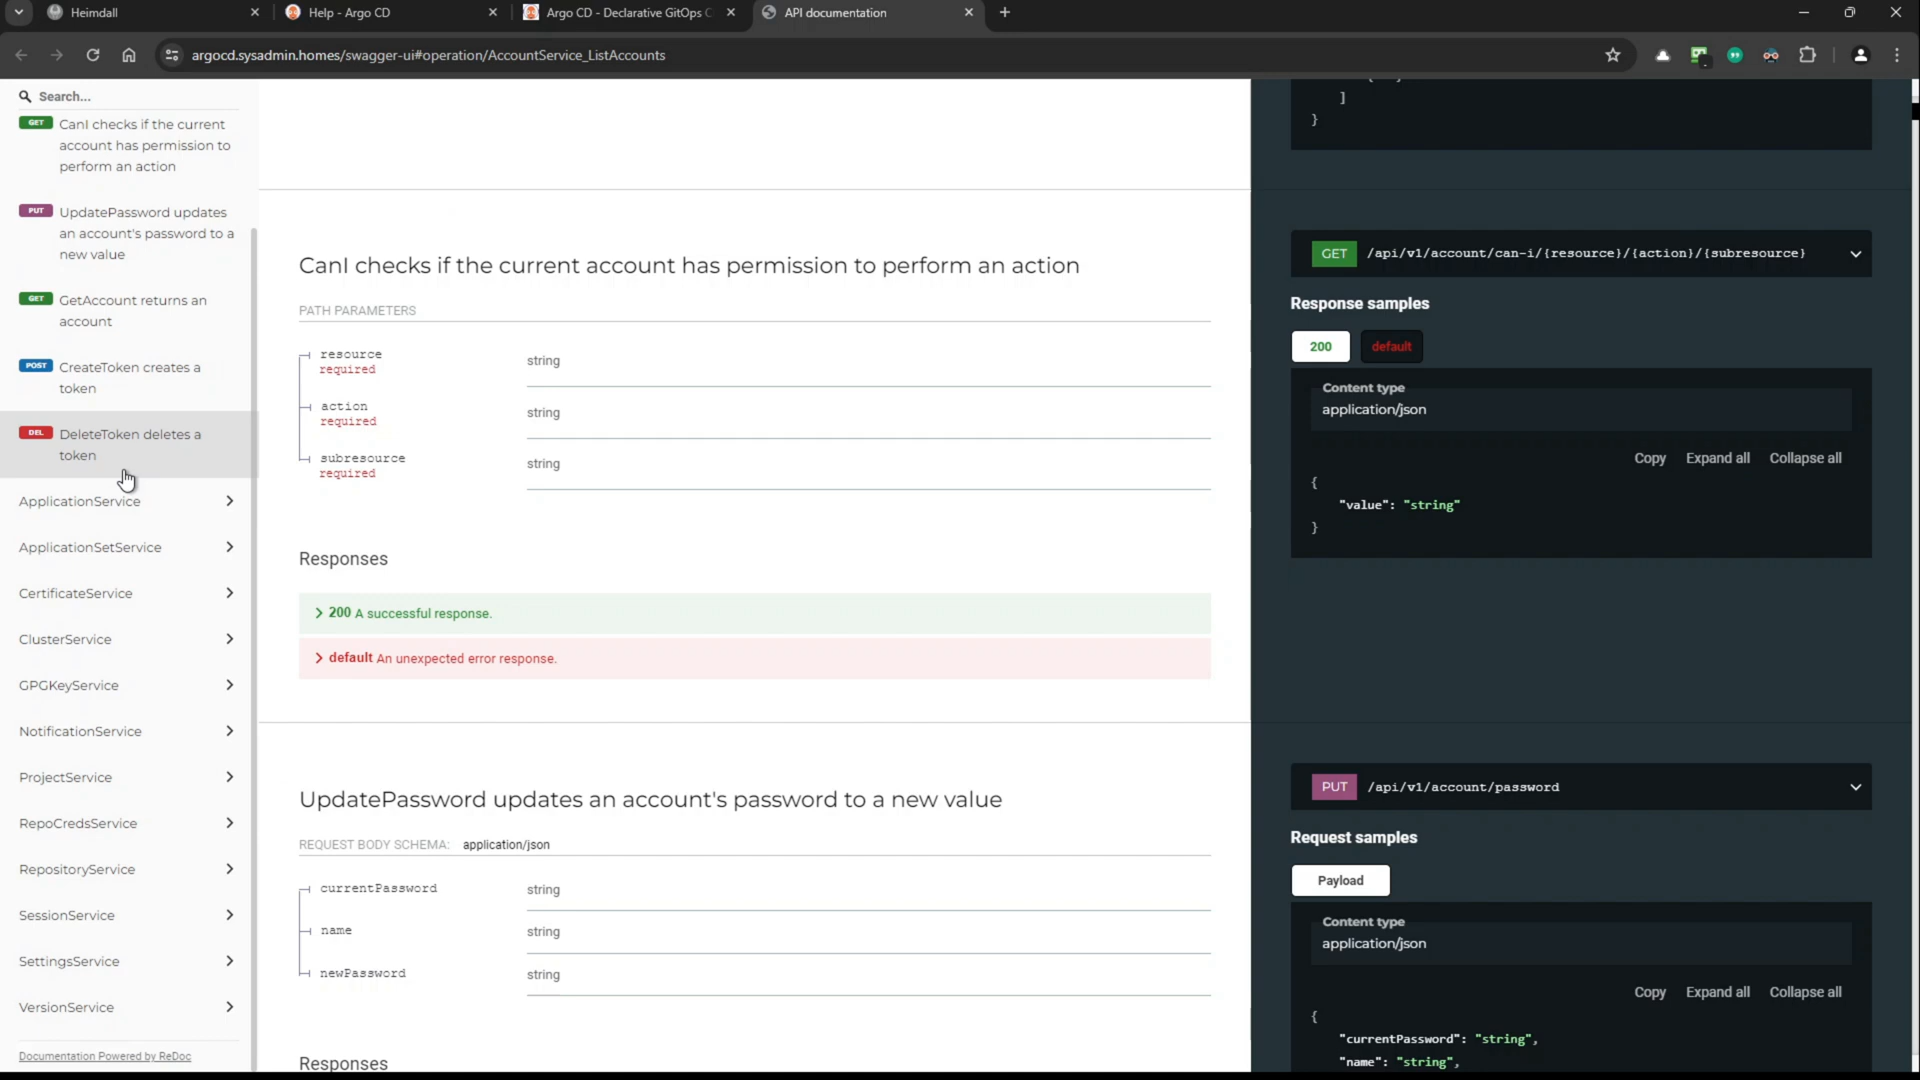 Heimdall
Help - Argo CD
Argo CD - Declarative GitOps C
API documentation
argocd.sysadmin.homes/swagger-ui#operation/AccountService_ListAccounts
Search...
GET CanI checks if the current
account has permission to
perform an action
PUT UpdatePassword updates
an account's password to a
new value
GET GetAccount returns an
account
POST CreateToken creates a
token
DEL DeleteToken deletes a
token
ApplicationService
ApplicationSetService
CertificateService
ClusterService
GPGKeyService
NotificationService
ProjectService
RepoCredsService
RepositoryService
SessionService
SettingsService
VersionService
Documentation Powered by ReDoc
CanI checks if the current account has permission to perform an action
PATH PARAMETERS
resource string
required
action string
required
subresource string
required
Responses
200 A successful response.
default An unexpected error response.
UpdatePassword updates an account's password to a new value
REQUEST BODY SCHEMA: application/json
currentPassword string
name string
newPassword string
Responses
]
}
GET /api/v1/account/can-i/{resource}/{action}/{subresource}
Response samples
200 default
Content type
application/json
Copy Expand all Collapse all
{
"value": "string"
}
PUT /api/v1/account/password
Request samples
Payload
Content type
application/json
Copy Expand all Collapse all
{
"currentPassword": "string",
"name": "string",